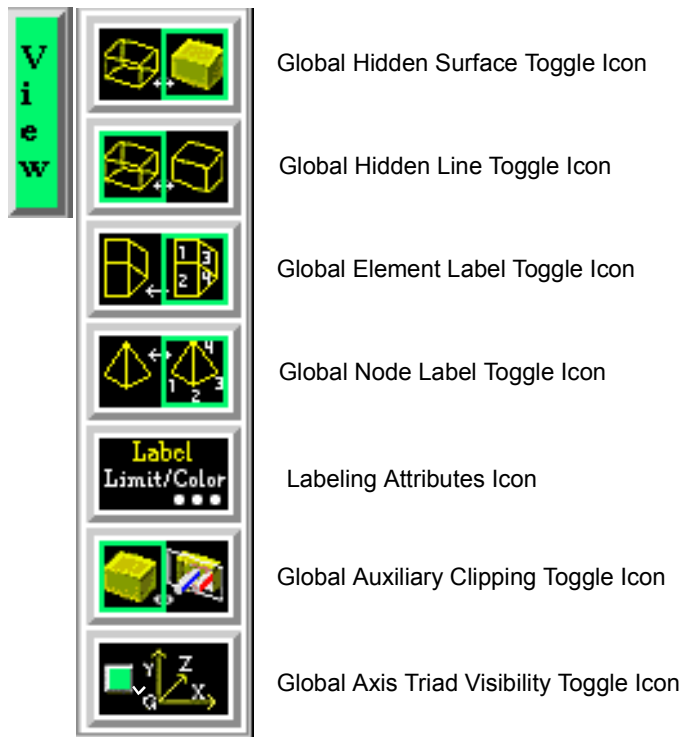 View
Global Hidden Surface Toggle Icon
Global Hidden Line Toggle Icon
1 3
2 4
Global Element Label Toggle Icon
4
1 2 3
Global Node Label Toggle Icon
Label
Limit/Color
Labeling Attributes Icon
Global Auxiliary Clipping Toggle Icon
Y Z
G X
Global Axis Triad Visibility Toggle Icon